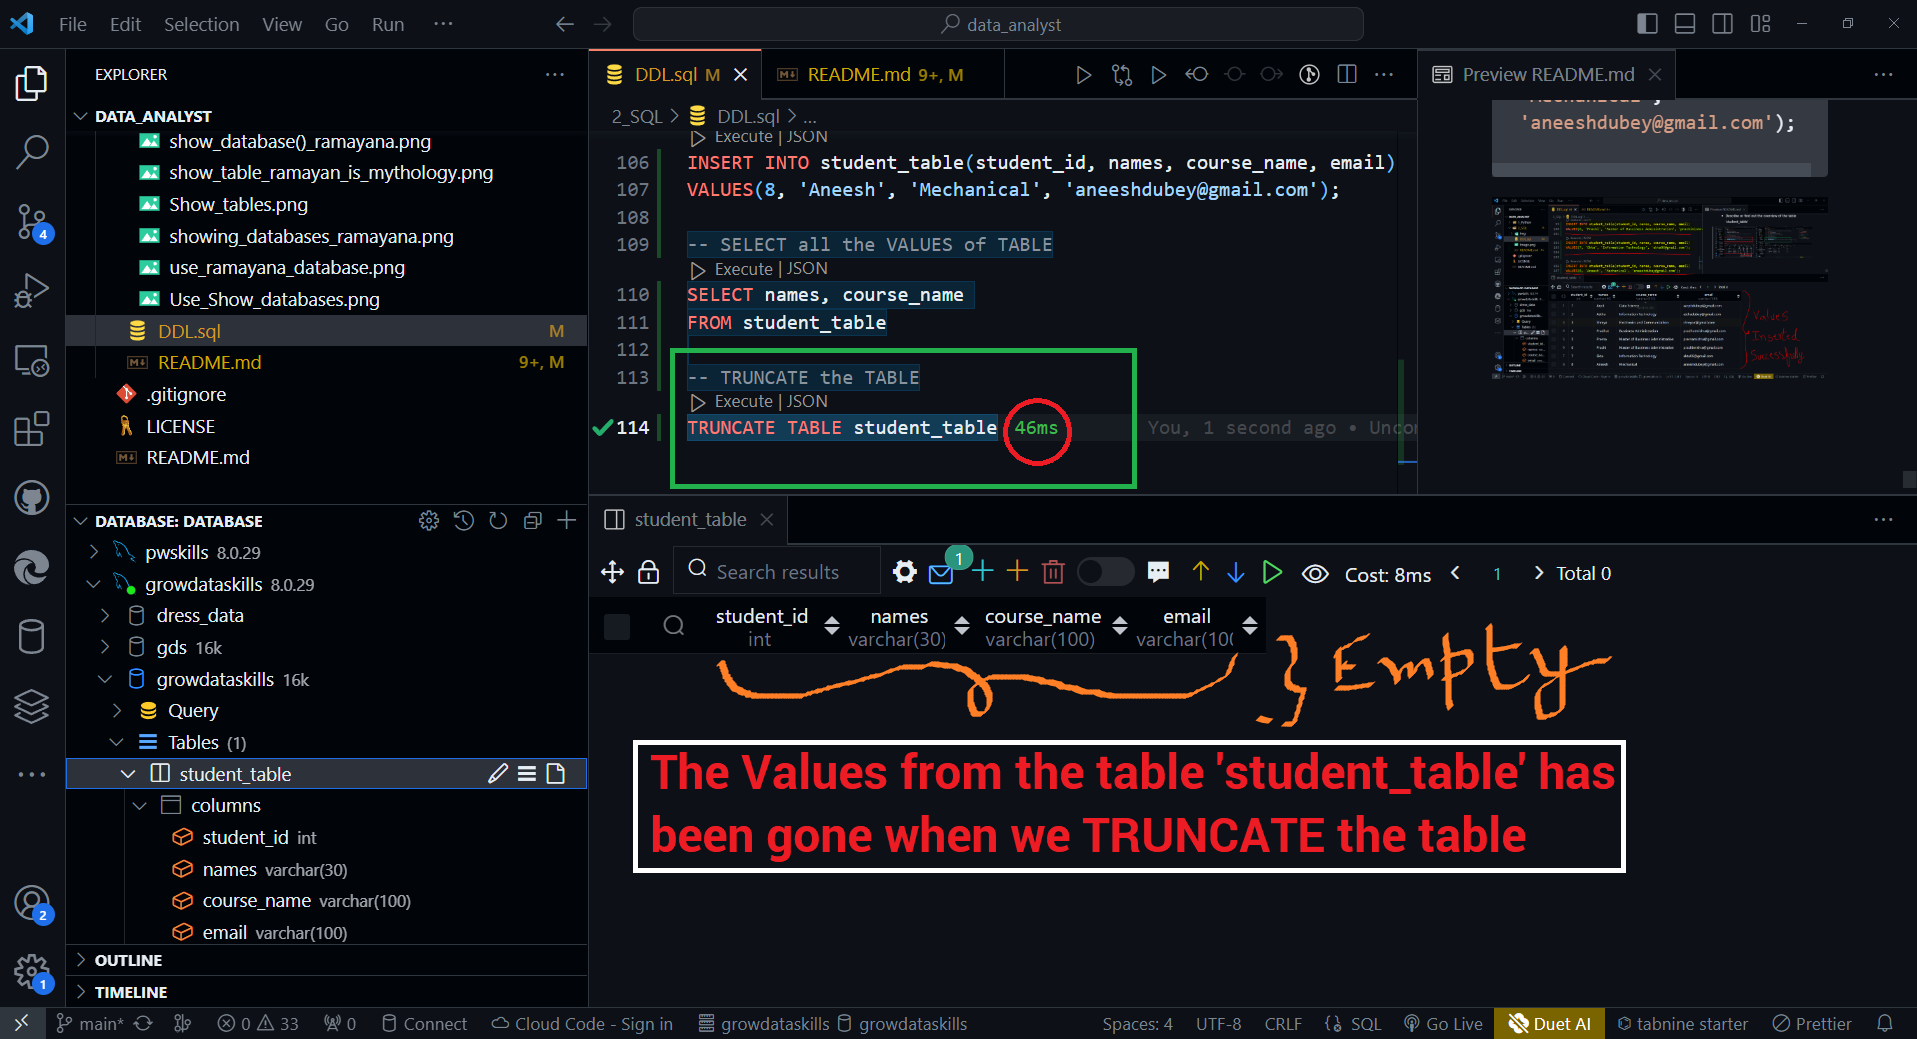 File Edit Selection View Go Run ···
data_analyst
EXPLORER
DATA_ANALYST
show_database()_ramayana.png
show_table_ramayan_is_mythology.png
Show_tables.png
showing_databases_ramayana.png
use_ramayana_database.png
Use_Show_databases.png
DDL.sql M
README.md 9+, M
.gitignore
LICENSE
README.md
DATABASE: DATABASE
pwskills 8.0.29
growdataskills 8.0.29
dress_data
gds 16k
growdataskills 16k
Query
Tables (1)
student_table
columns
student_id int
names varchar(30)
course_name varchar(100)
email varchar(100)
OUTLINE
TIMELINE
4
2
1
DDL.sql M README.md 9+, M
2_SQL > DDL.sql > ...
Execute | JSON
106 INSERT INTO student_table(student_id, names, course_name, email)
107 VALUES(8, 'Aneesh', 'Mechanical', 'aneeshdubey@gmail.com');
108
109 -- SELECT all the VALUES of TABLE
Execute | JSON
110 SELECT names, course_name
111 FROM student_table
112
113 -- TRUNCATE the TABLE
Execute | JSON
114 TRUNCATE TABLE student_table 46ms You, 1 second ago • Uncor
Preview README.md
'Mechanical',
'aneeshdubey@gmail.com');
Values
Inserted
Successfully
student_table
Search results 1 Cost: 8ms < 1 > Total 0
student_id names course_name email
int varchar(30) varchar(100) varchar(10
Empty
The Values from the table 'student_table' has
been gone when we TRUNCATE the table
main* 0 33 0 Connect Cloud Code - Sign in growdataskills growdataskills Spaces: 4 UTF-8 CRLF SQL Go Live Duet AI tabnine starter Prettier